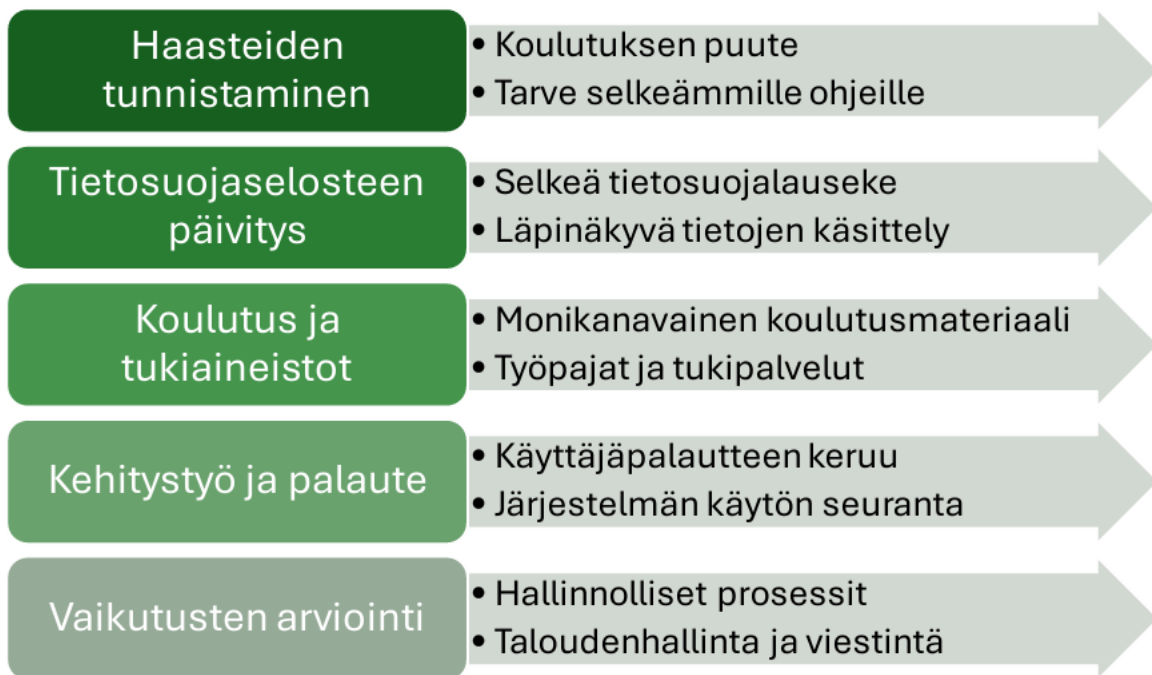 Haasteiden
tunnistaminen
• Koulutuksen puute
• Tarve selkeämmille ohjeille
Tietosuojaselosteen
päivitys
• Selkeä tietosuojalauseke
• Läpinäkyvä tietojen käsittely
Koulutus ja
tukiaineistot
• Monikanavainen koulutusmateriaali
• Työpajat ja tukipalvelut
Kehitystyö ja palaute
• Käyttäjäpalautteen keruu
• Järjestelmän käytön seuranta
Vaikutusten arviointi
• Hallinnolliset prosessit
• Taloudenhallinta ja viestintä